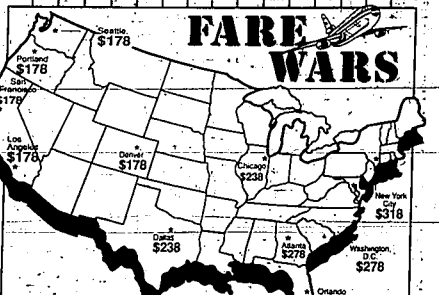 FARE
WARS
Seattle
$178
Portland
$178
San
Francisco
$178
Los
Angeles
$178
Denver
$178
Chicago
$238
New York
City
$318
Dallas
$238
Atlanta
$278
Washington,
D.C.
$278
Orlando